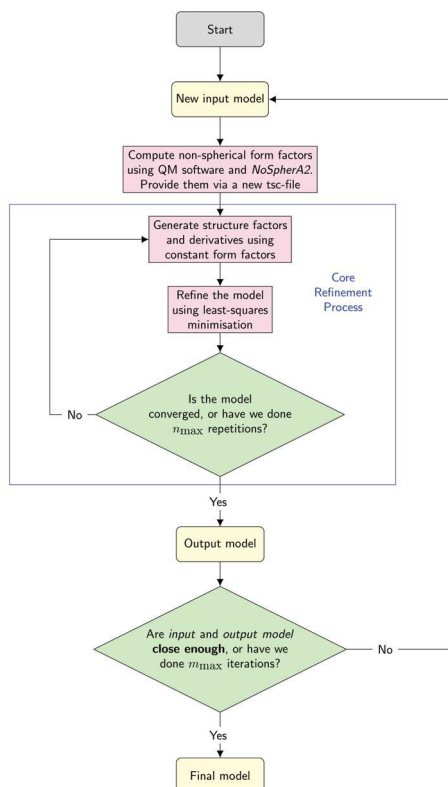 Start
New input model
Compute non-spherical form factors
using QM software and NoSpherA2.
Provide them via a new tsc-file
Generate structure factors
and derivatives using
constant form factors
Core
Refinement
Process
Refine the model
using least-squares
minimisation
Is the model
converged, or have we done
nmax repetitions?
No
Yes
Output model
Are input and output model
close enough, or have we
done mmax iterations?
No
Yes
Final model